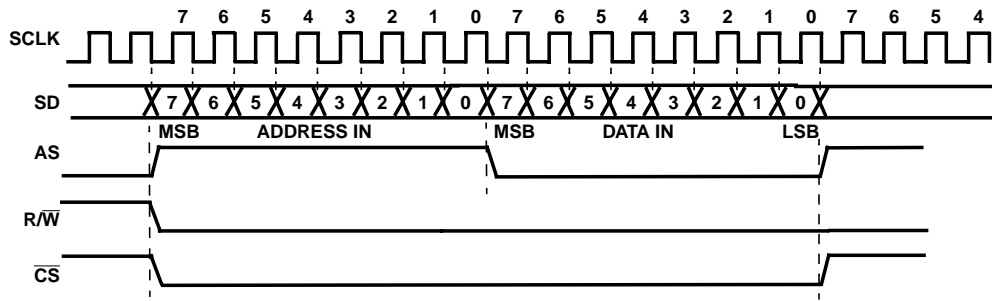 7 6 5 4 3 2 1 0 7 6 5 4 3 2 1 0 7 6 5 4
SCLK
SD 7 6 5 4 3 2 1 0 7 6 5 4 3 2 1 0
MSB ADDRESS IN MSB DATA IN LSB
AS
R/W̅
C̅S̅